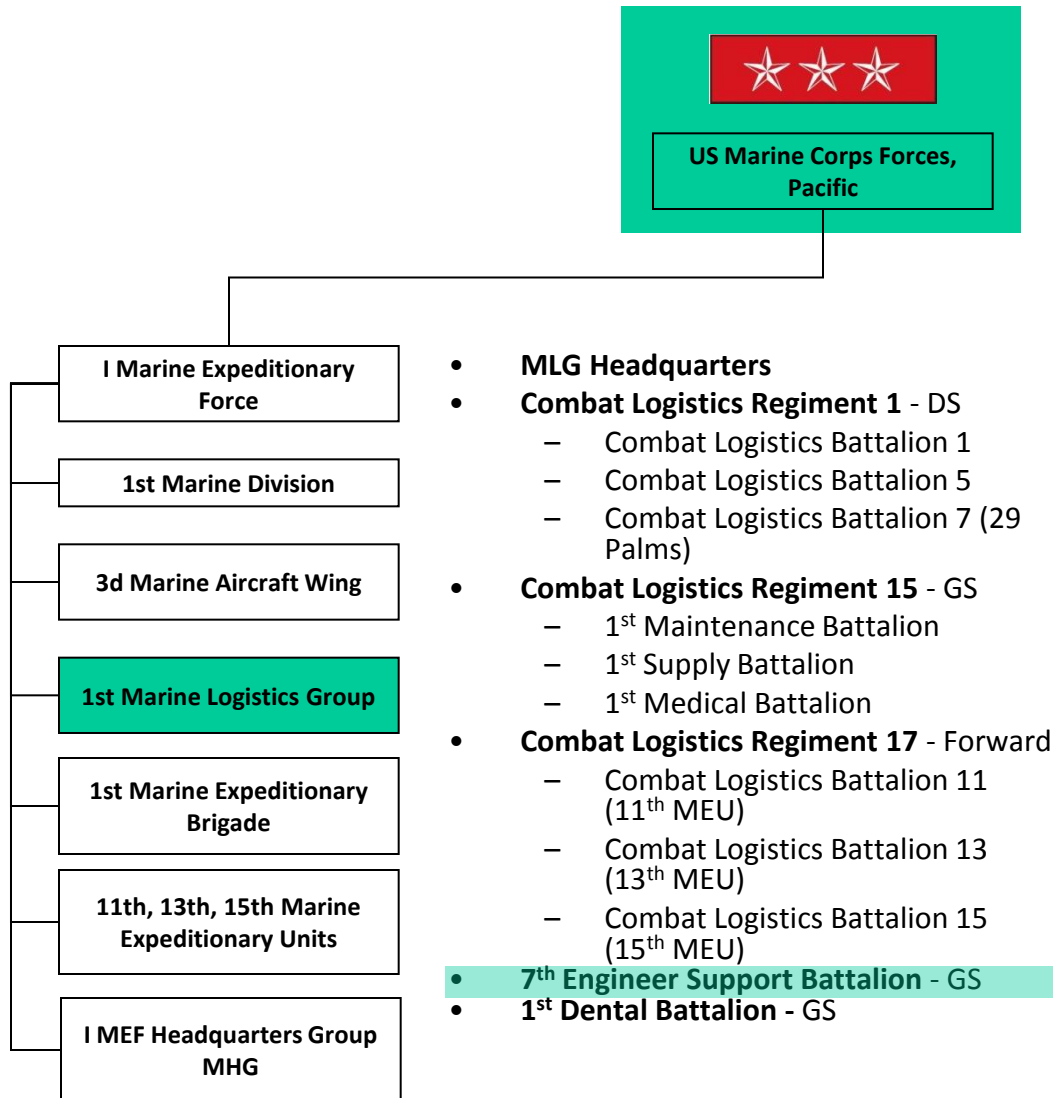 US Marine Corps Forces,
Pacific
I Marine Expeditionary
Force
1st Marine Division
3d Marine Aircraft Wing
1st Marine Logistics Group
1st Marine Expeditionary
Brigade
11th, 13th, 15th Marine
Expeditionary Units
I MEF Headquarters Group
MHG
• MLG Headquarters
• Combat Logistics Regiment 1 - DS
– Combat Logistics Battalion 1
– Combat Logistics Battalion 5
– Combat Logistics Battalion 7 (29
Palms)
• Combat Logistics Regiment 15 - GS
– 1st Maintenance Battalion
– 1st Supply Battalion
– 1st Medical Battalion
• Combat Logistics Regiment 17 - Forward
– Combat Logistics Battalion 11
(11th MEU)
– Combat Logistics Battalion 13
(13th MEU)
– Combat Logistics Battalion 15
(15th MEU)
• 7th Engineer Support Battalion - GS
• 1st Dental Battalion - GS